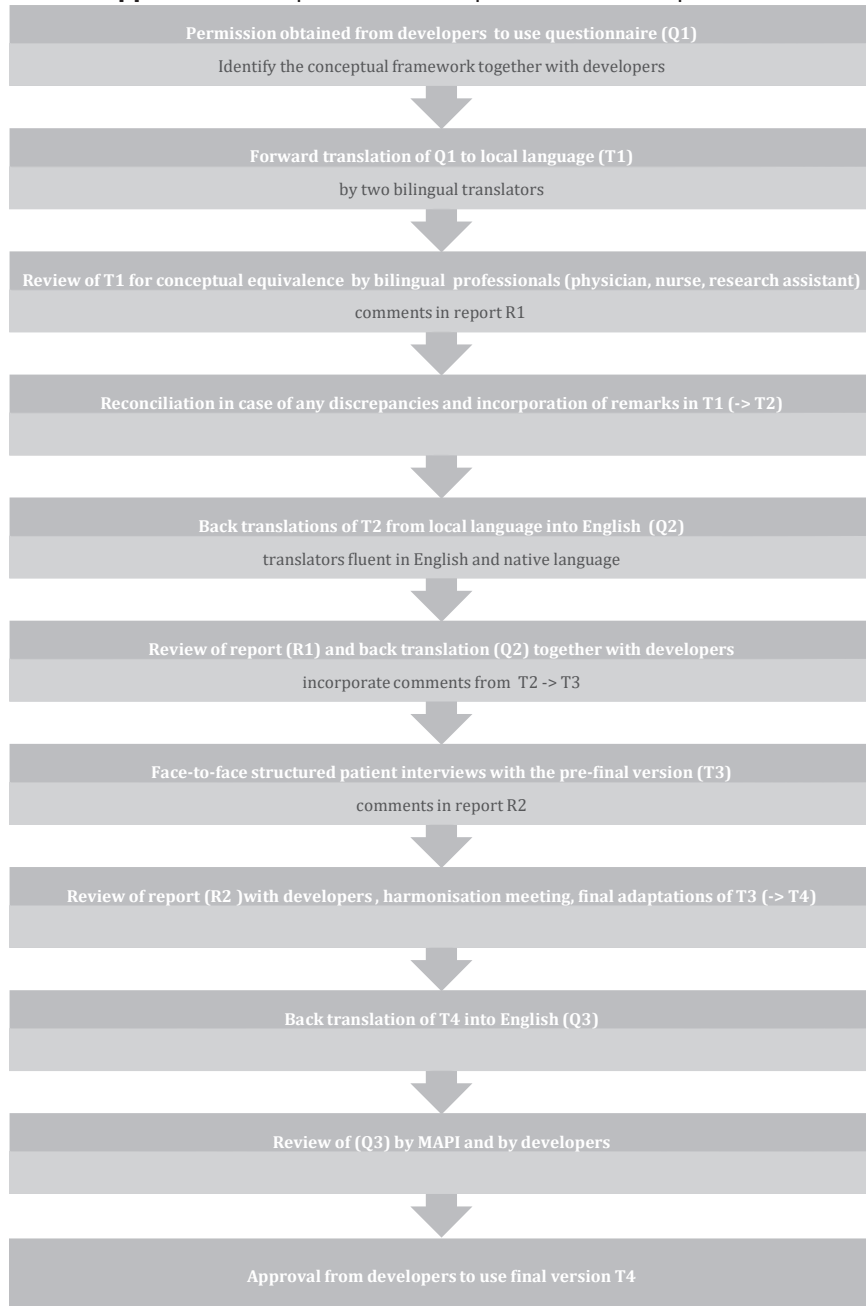 Permission obtained from developers to use questionnaire (Q1)
Identify the conceptual framework together with developers
Forward translation of Q1 to local language (T1)
by two bilingual translators
Review of T1 for conceptual equivalence by bilingual professionals (physician, nurse, research assistant)
comments in report R1
Reconciliation in case of any discrepancies and incorporation of remarks in T1 (-> T2)
Back translations of T2 from local language into English (Q2)
translators fluent in English and native language
Review of report (R1) and back translation (Q2) together with developers
incorporate comments from T2 -> T3
Face-to-face structured patient interviews with the pre-final version (T3)
comments in report R2
Review of report (R2 )with developers , harmonisation meeting, final adaptations of T3 (-> T4)
Back translation of T4 into English (Q3)
Review of (Q3) by MAPI and by developers
Approval from developers to use final version T4